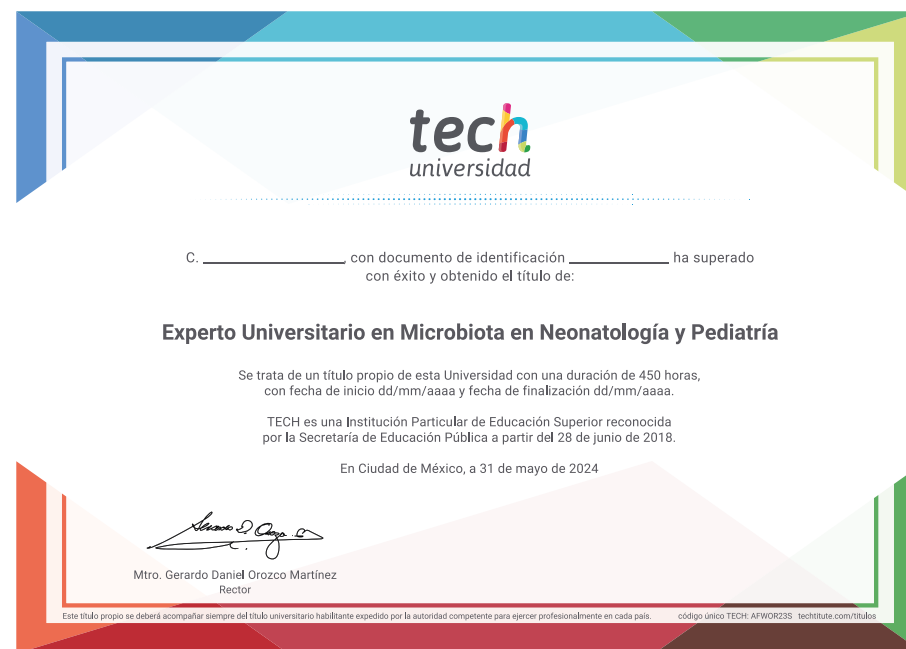 tech
universidad
C. ____________________, con documento de identificación ______________ ha superado
con éxito y obtenido el título de:
Experto Universitario en Microbiota en Neonatología y Pediatría
Se trata de un título propio de esta Universidad con una duración de 450 horas,
con fecha de inicio dd/mm/aaaa y fecha de finalización dd/mm/aaaa.
TECH es una Institución Particular de Educación Superior reconocida
por la Secretaría de Educación Pública a partir del 28 de junio de 2018.
En Ciudad de México, a 31 de mayo de 2024
Mtro. Gerardo Daniel Orozco Martínez
Rector
Este título propio se deberá acompañar siempre del título universitario habilitante expedido por la autoridad competente para ejercer profesionalmente en cada país. código único TECH: AFWOR23S techtitute.com/titulos